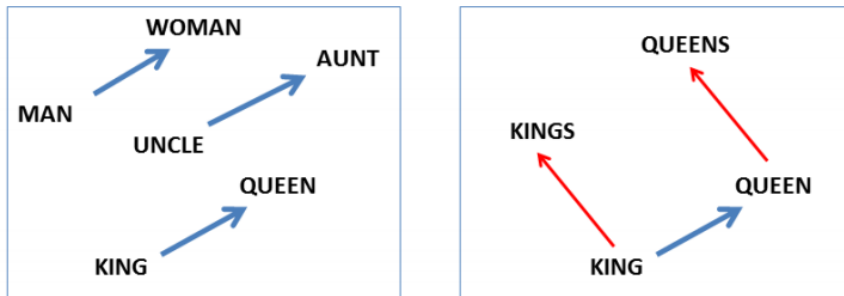 WOMAN
AUNT
MAN
UNCLE
QUEEN
KING
QUEENS
KINGS
QUEEN
KING